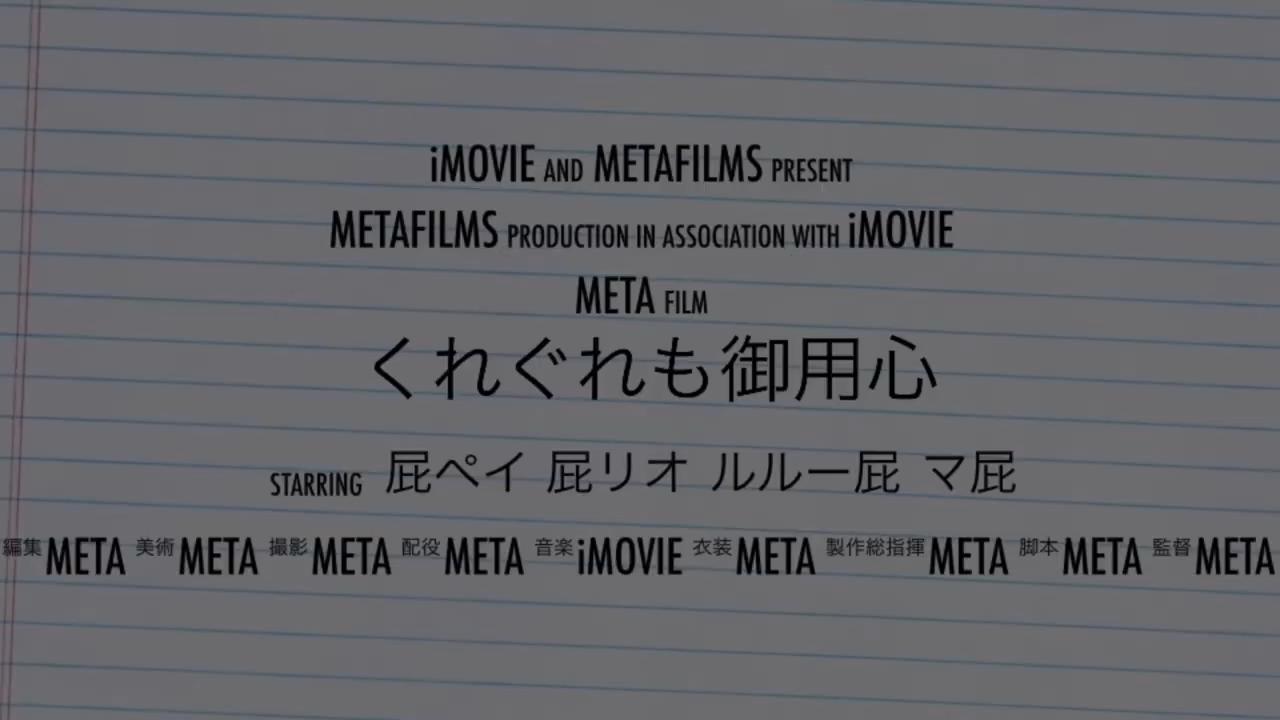 iMOVIE AND METAFILMS PRESENT
METAFILMS PRODUCTION IN ASSOCIATION WITH iMOVIE
META FILM
くれぐれも御用心
STARRING 屁ペイ 屁リオ ルルー屁 マ屁
編集 META 美術 META 撮影 META 配役 META 音楽 iMOVIE 衣装 META 製作総指揮 META 脚本 META 監督 META